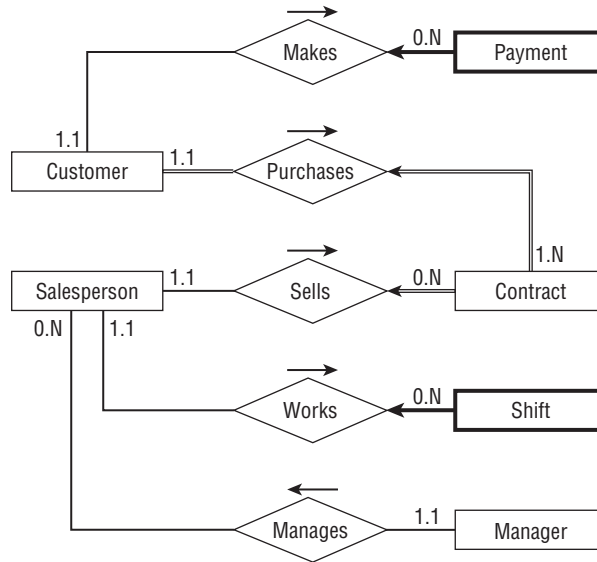 Makes
0.N
Payment
1.1
Customer
1.1
Purchases
1.N
Salesperson
1.1
Sells
0.N
Contract
0.N
1.1
Works
0.N
Shift
Manages
1.1
Manager